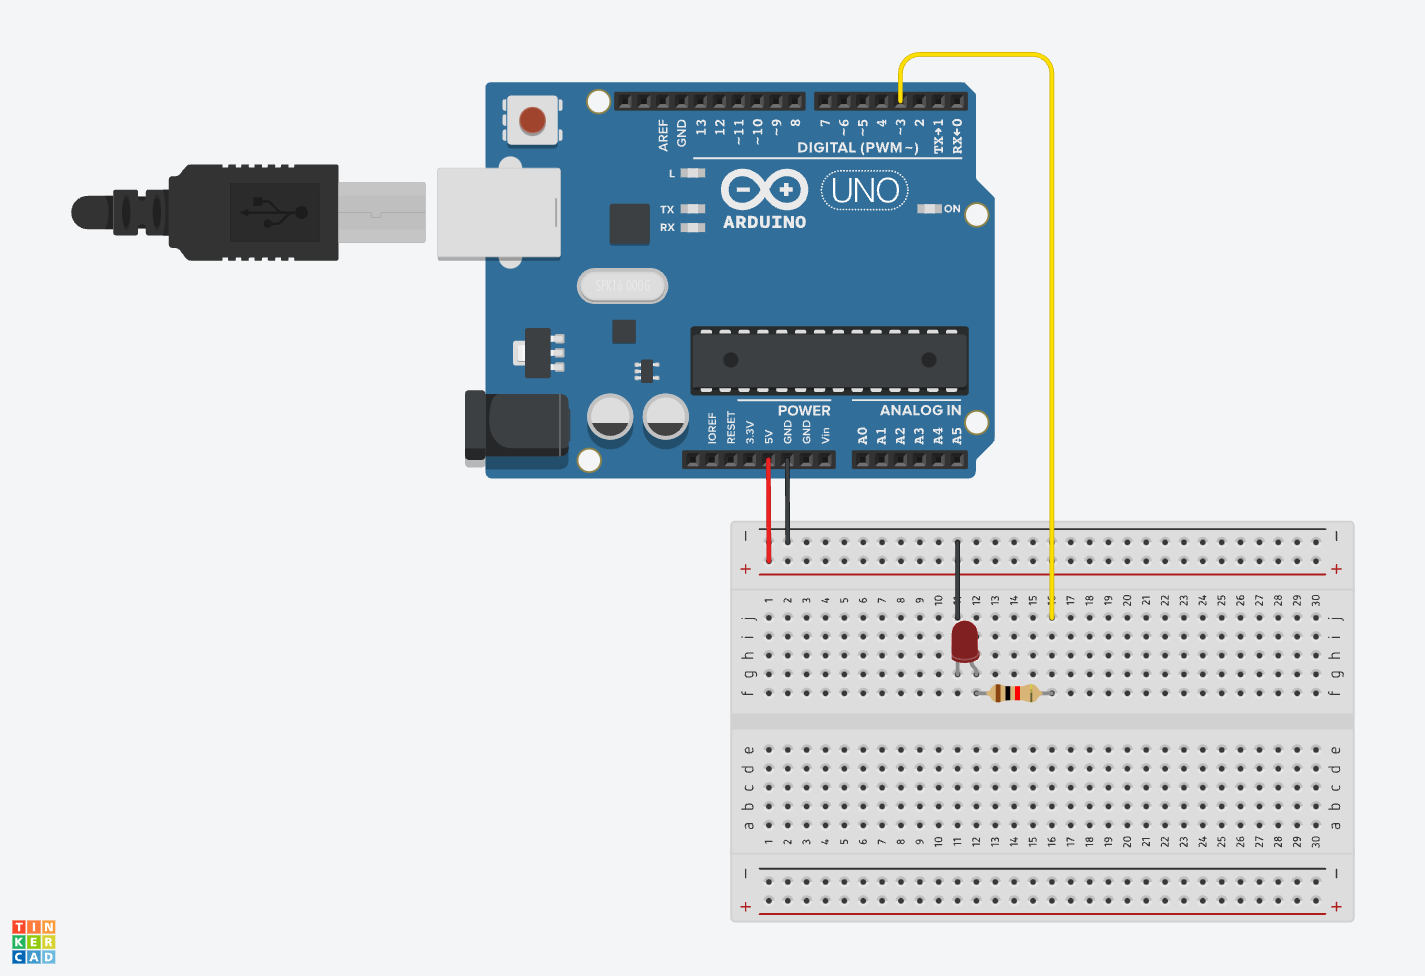 AREF
GND
13
12
~11
~10
~9
8
7
~6
~5
4
~3
2
TX→1
RX←0
DIGITAL (PWM~)
L
TX
RX
UNO
ARDUINO
ON
SPK16.000G
POWER
ANALOG IN
IOREF
RESET
3.3V
5V
GND
GND
Vin
A0
A1
A2
A3
A4
A5
− −
+ +
1 2 3 4 5 6 7 8 9 10 11 12 13 14 15 16 17 18 19 20 21 22 23 24 25 26 27 28 29 30
j j
i i
h h
g g
f f
e e
d d
c c
b b
a a
1 2 3 4 5 6 7 8 9 10 11 12 13 14 15 16 17 18 19 20 21 22 23 24 25 26 27 28 29 30
− −
+ +
TIN
KER
CAD